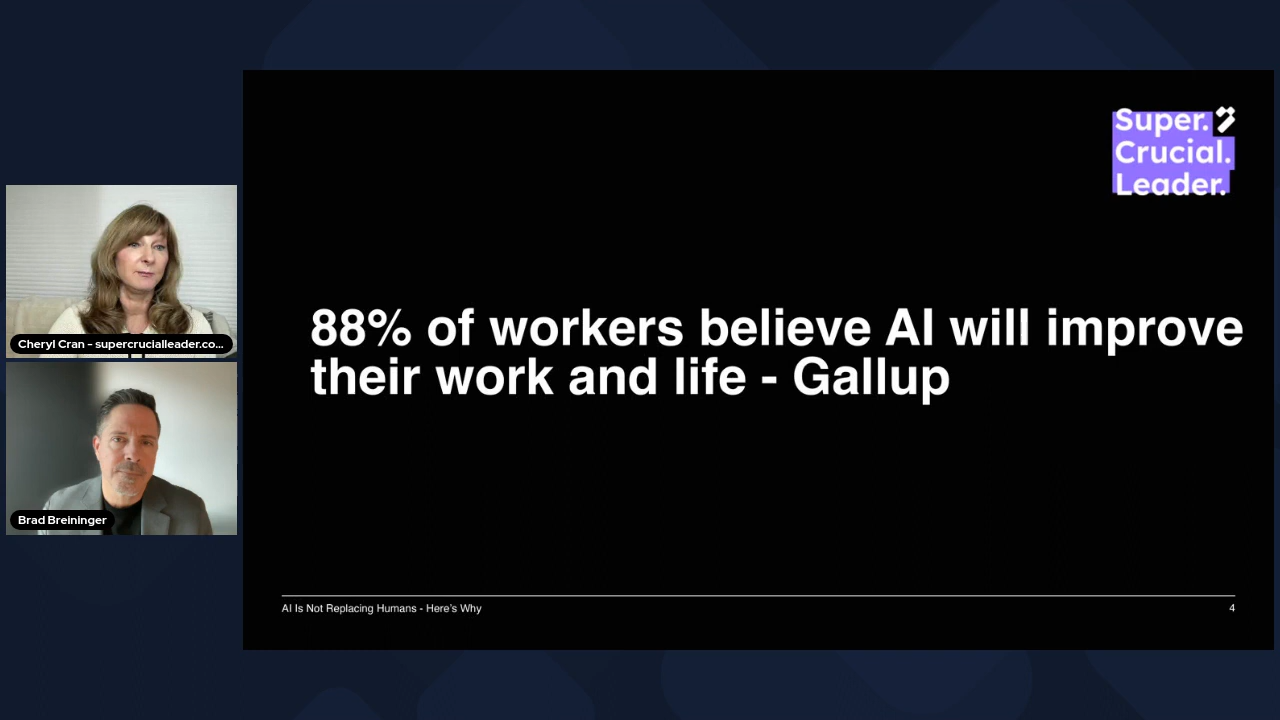 Super.
Crucial.
Leader.
88% of workers believe AI will improve
their work and life - Gallup
Cheryl Cran - supercrucialleader.co...
Brad Breininger
AI Is Not Replacing Humans - Here's Why
4